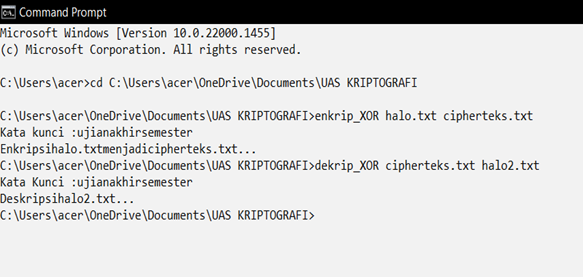 Command Prompt
Microsoft Windows [Version 10.0.22000.1455]
(c) Microsoft Corporation. All rights reserved.
C:\Users\acer>cd C:\Users\acer\OneDrive\Documents\UAS KRIPTOGRAFI
C:\Users\acer\OneDrive\Documents\UAS KRIPTOGRAFI>enkrip_XOR halo.txt cipherteks.txt
Kata kunci :ujianakhirsemester
Enkripsihalo.txtmenjadicipherteks.txt...
C:\Users\acer\OneDrive\Documents\UAS KRIPTOGRAFI>dekrip_XOR cipherteks.txt halo2.txt
Kata Kunci :ujianakhirsemester
Deskripsihalo2.txt...
C:\Users\acer\OneDrive\Documents\UAS KRIPTOGRAFI>